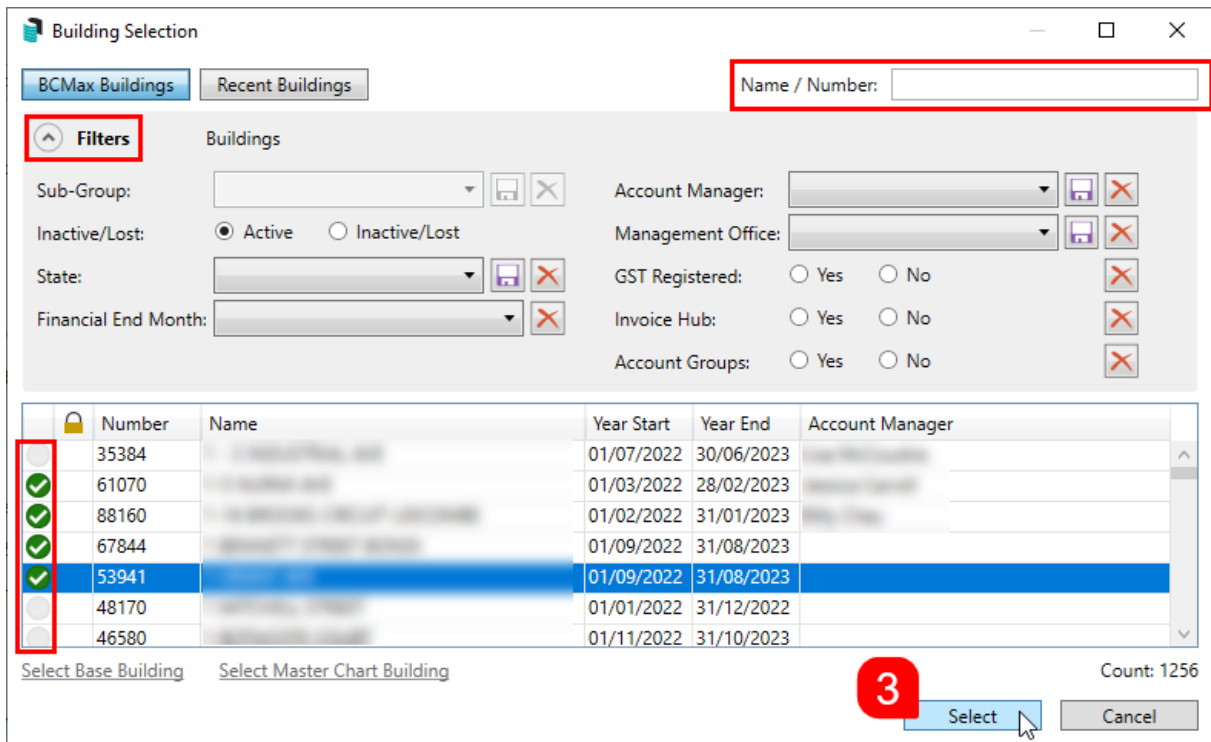 Building Selection
BCMax Buildings Recent Buildings Name / Number:
Filters Buildings
Sub-Group: Account Manager:
Inactive/Lost: Active Inactive/Lost Management Office:
State: GST Registered: Yes No
Financial End Month: Invoice Hub: Yes No
Account Groups: Yes No
Number Name Year Start Year End Account Manager
35384 01/07/2022 30/06/2023
61070 01/03/2022 28/02/2023
88160 01/02/2022 31/01/2023
67844 01/09/2022 31/08/2023
53941 01/09/2022 31/08/2023
48170 01/01/2022 31/12/2022
46580 01/11/2022 31/10/2023
Select Base Building Select Master Chart Building Count: 1256
3
Select Cancel